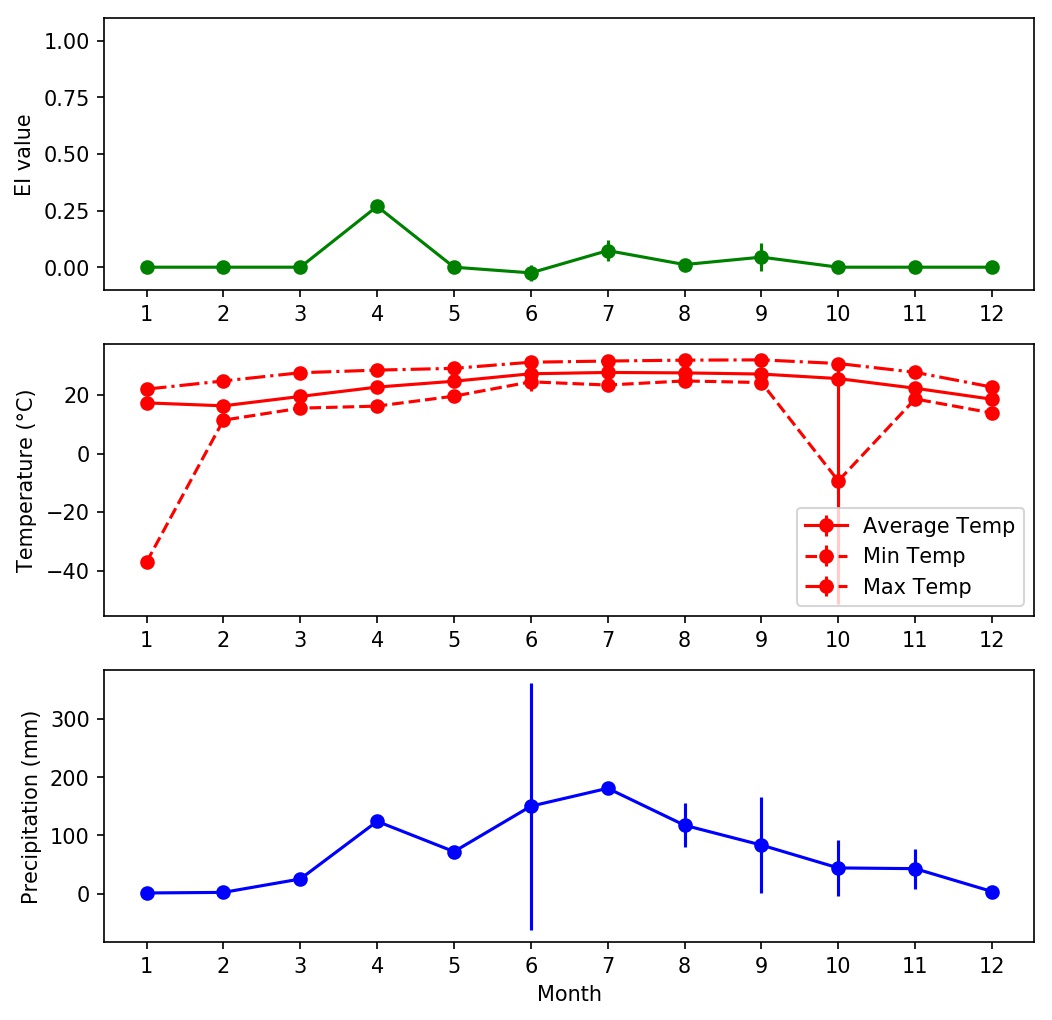 EI value
1.00
0.75
0.50
0.25
0.00
1 2 3 4 5 6 7 8 9 10 11 12
Temperature (°C)
20
0
−20
−40
Average Temp
Min Temp
Max Temp
1 2 3 4 5 6 7 8 9 10 11 12
Precipitation (mm)
300
200
100
0
1 2 3 4 5 6 7 8 9 10 11 12
Month